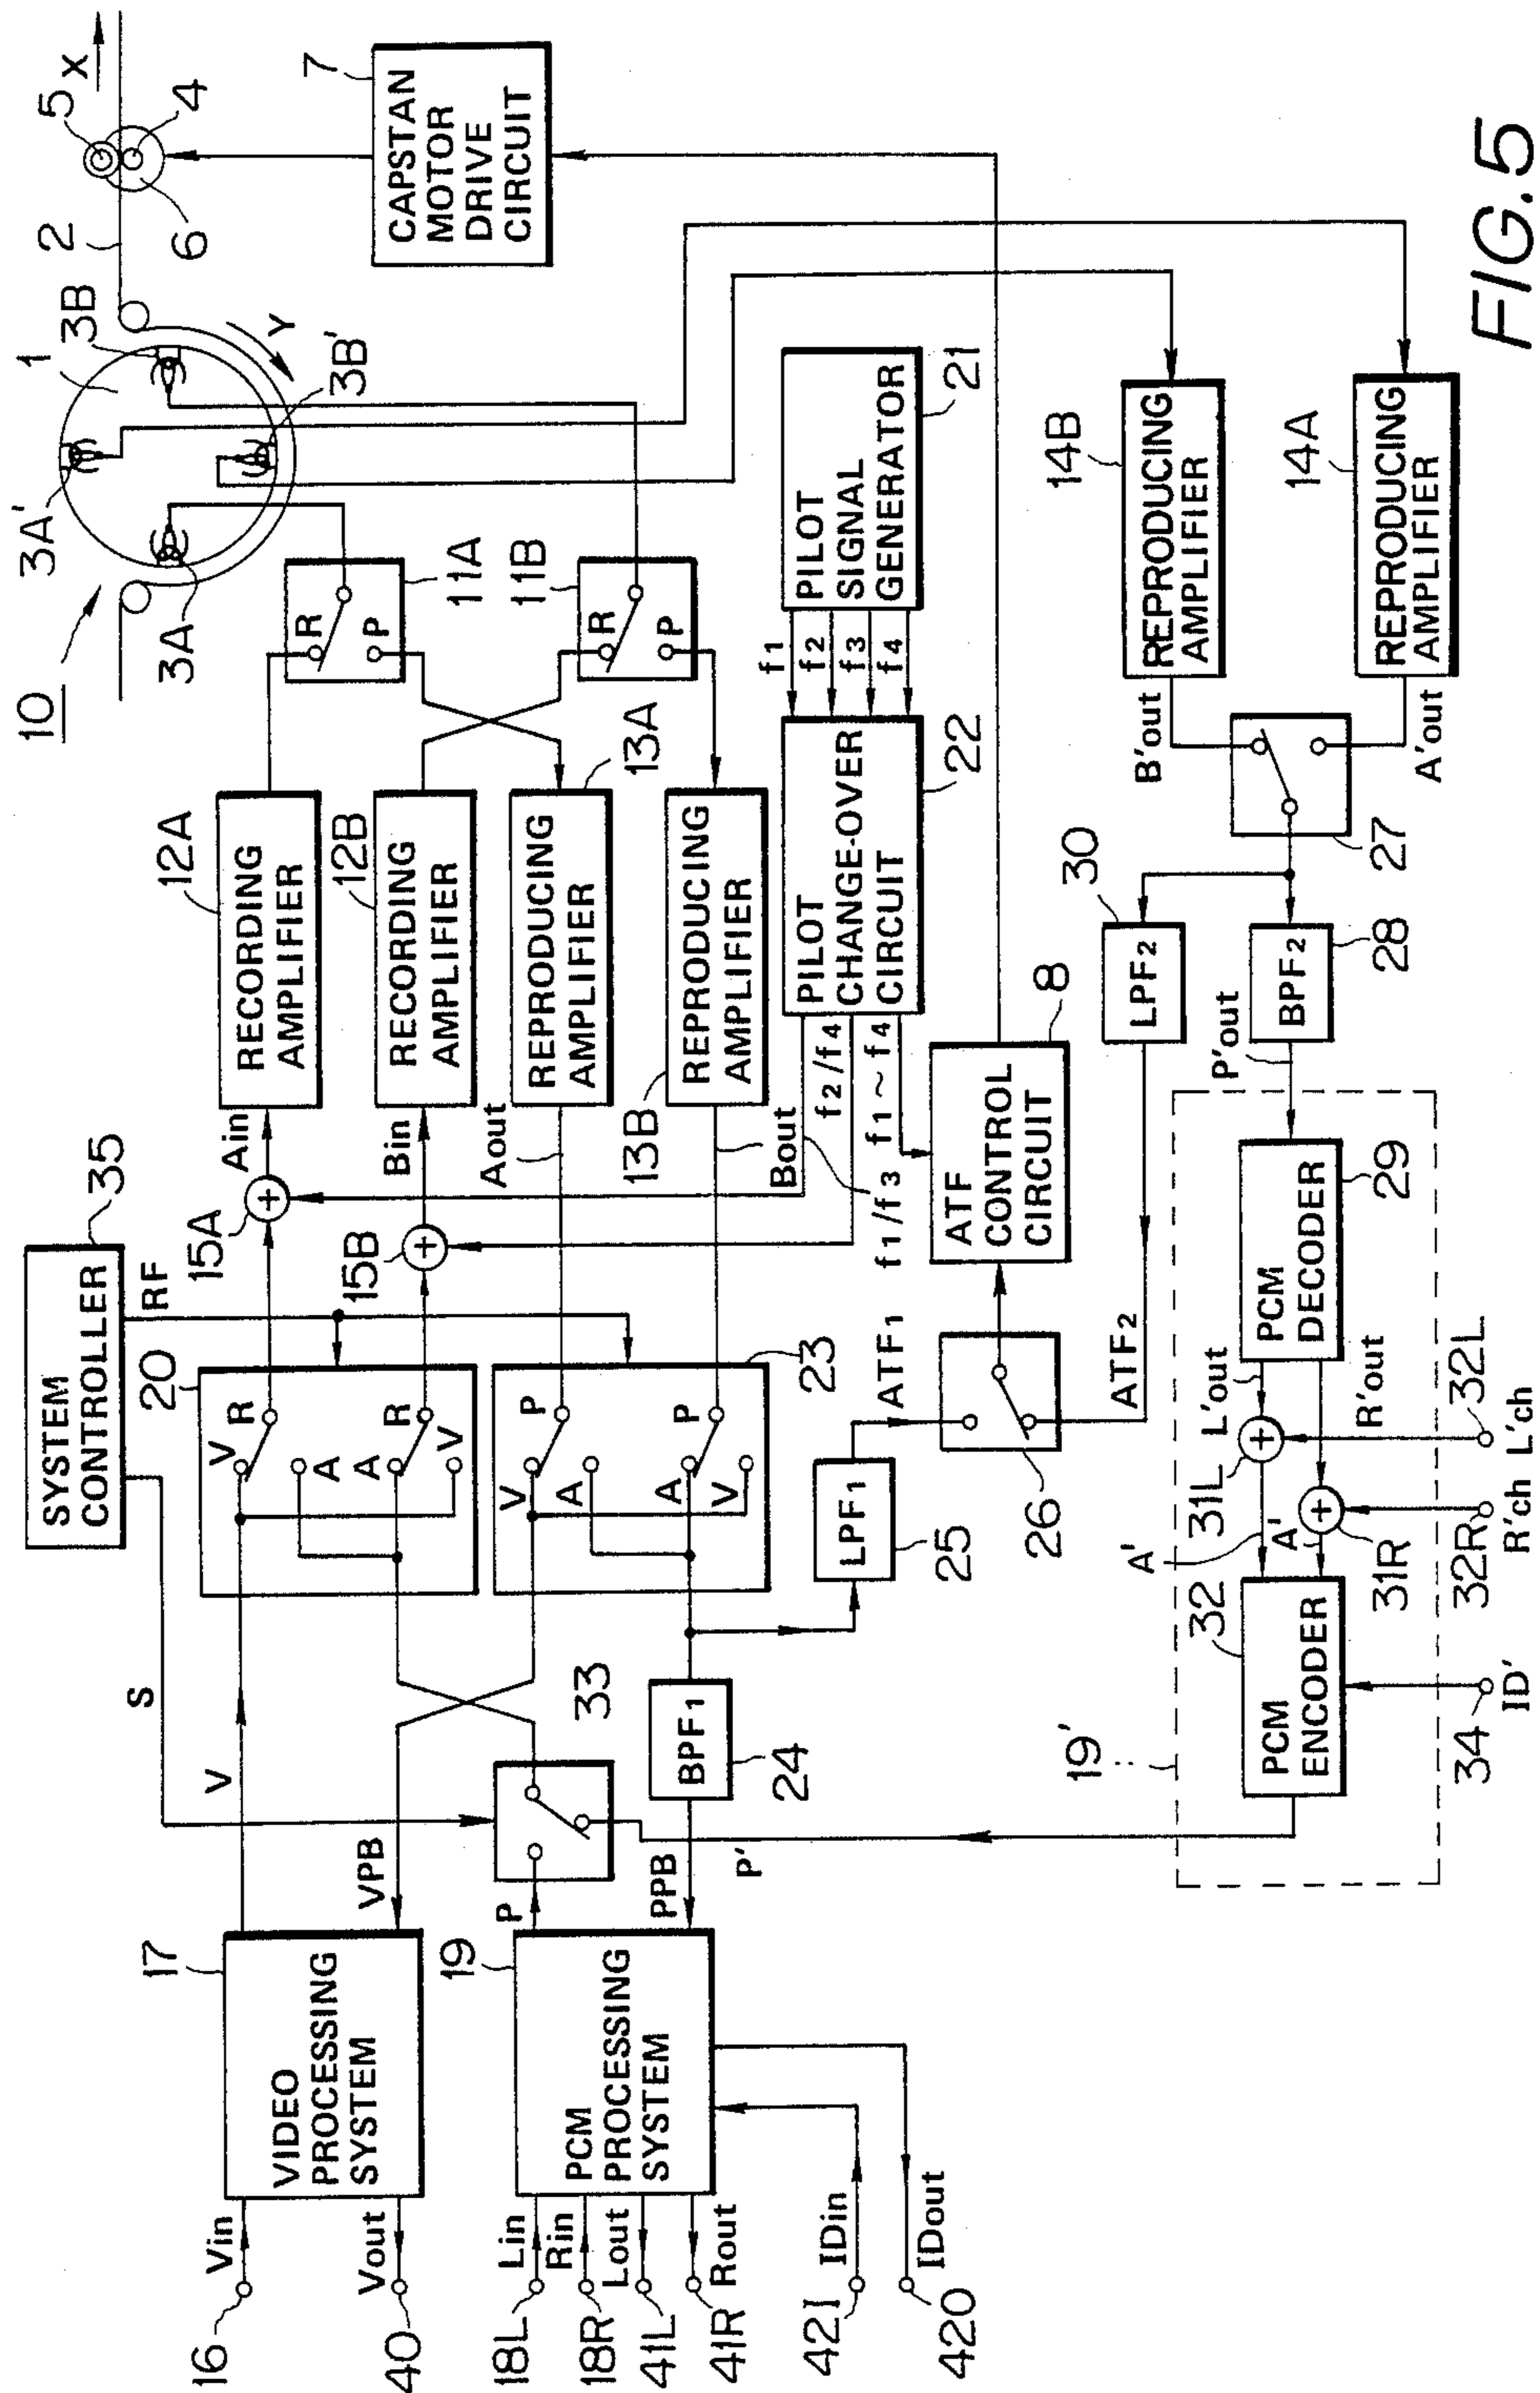 10
3A'
1
3B
2
5
X
4
6
Y
3B'
3A
7
CAPSTAN
MOTOR
DRIVE
CIRCUIT
35
SYSTEM
CONTROLLER
RF
S
20
V
R
A
A
R
V
15A
Ain
12A
RECORDING
AMPLIFIER
R
P
11A
15B
Bin
12B
RECORDING
AMPLIFIER
11B
R
P
Aout
REPRODUCING
AMPLIFIER
13A
13B
REPRODUCING
AMPLIFIER
Bout
23
V
P
A
A
P
V
17
VIDEO
PROCESSING
SYSTEM
V
VPB
16
Vin
40
Vout
19
PCM
PROCESSING
SYSTEM
P
PPB
P'
33
BPF1
24
18L
Lin
18R
Rin
41L
Lout
41R
Rout
42I
IDin
42O
IDout
LPF1
25
ATF1
26
ATF2
ATF
CONTROL
CIRCUIT
8
f1/f3
f2/f4
f1~f4
PILOT
CHANGE-OVER
CIRCUIT
22
f1
f2
f3
f4
PILOT
SIGNAL
GENERATOR
21
30
LPF2
BPF2
28
P'out
27
B'out
A'out
14B
REPRODUCING
AMPLIFIER
14A
REPRODUCING
AMPLIFIER
19'
PCM
ENCODER
32
A'
A'
31L
31R
L'out
R'out
PCM
DECODER
29
34
ID'
32R
R'ch
32L
L'ch
FIG.5